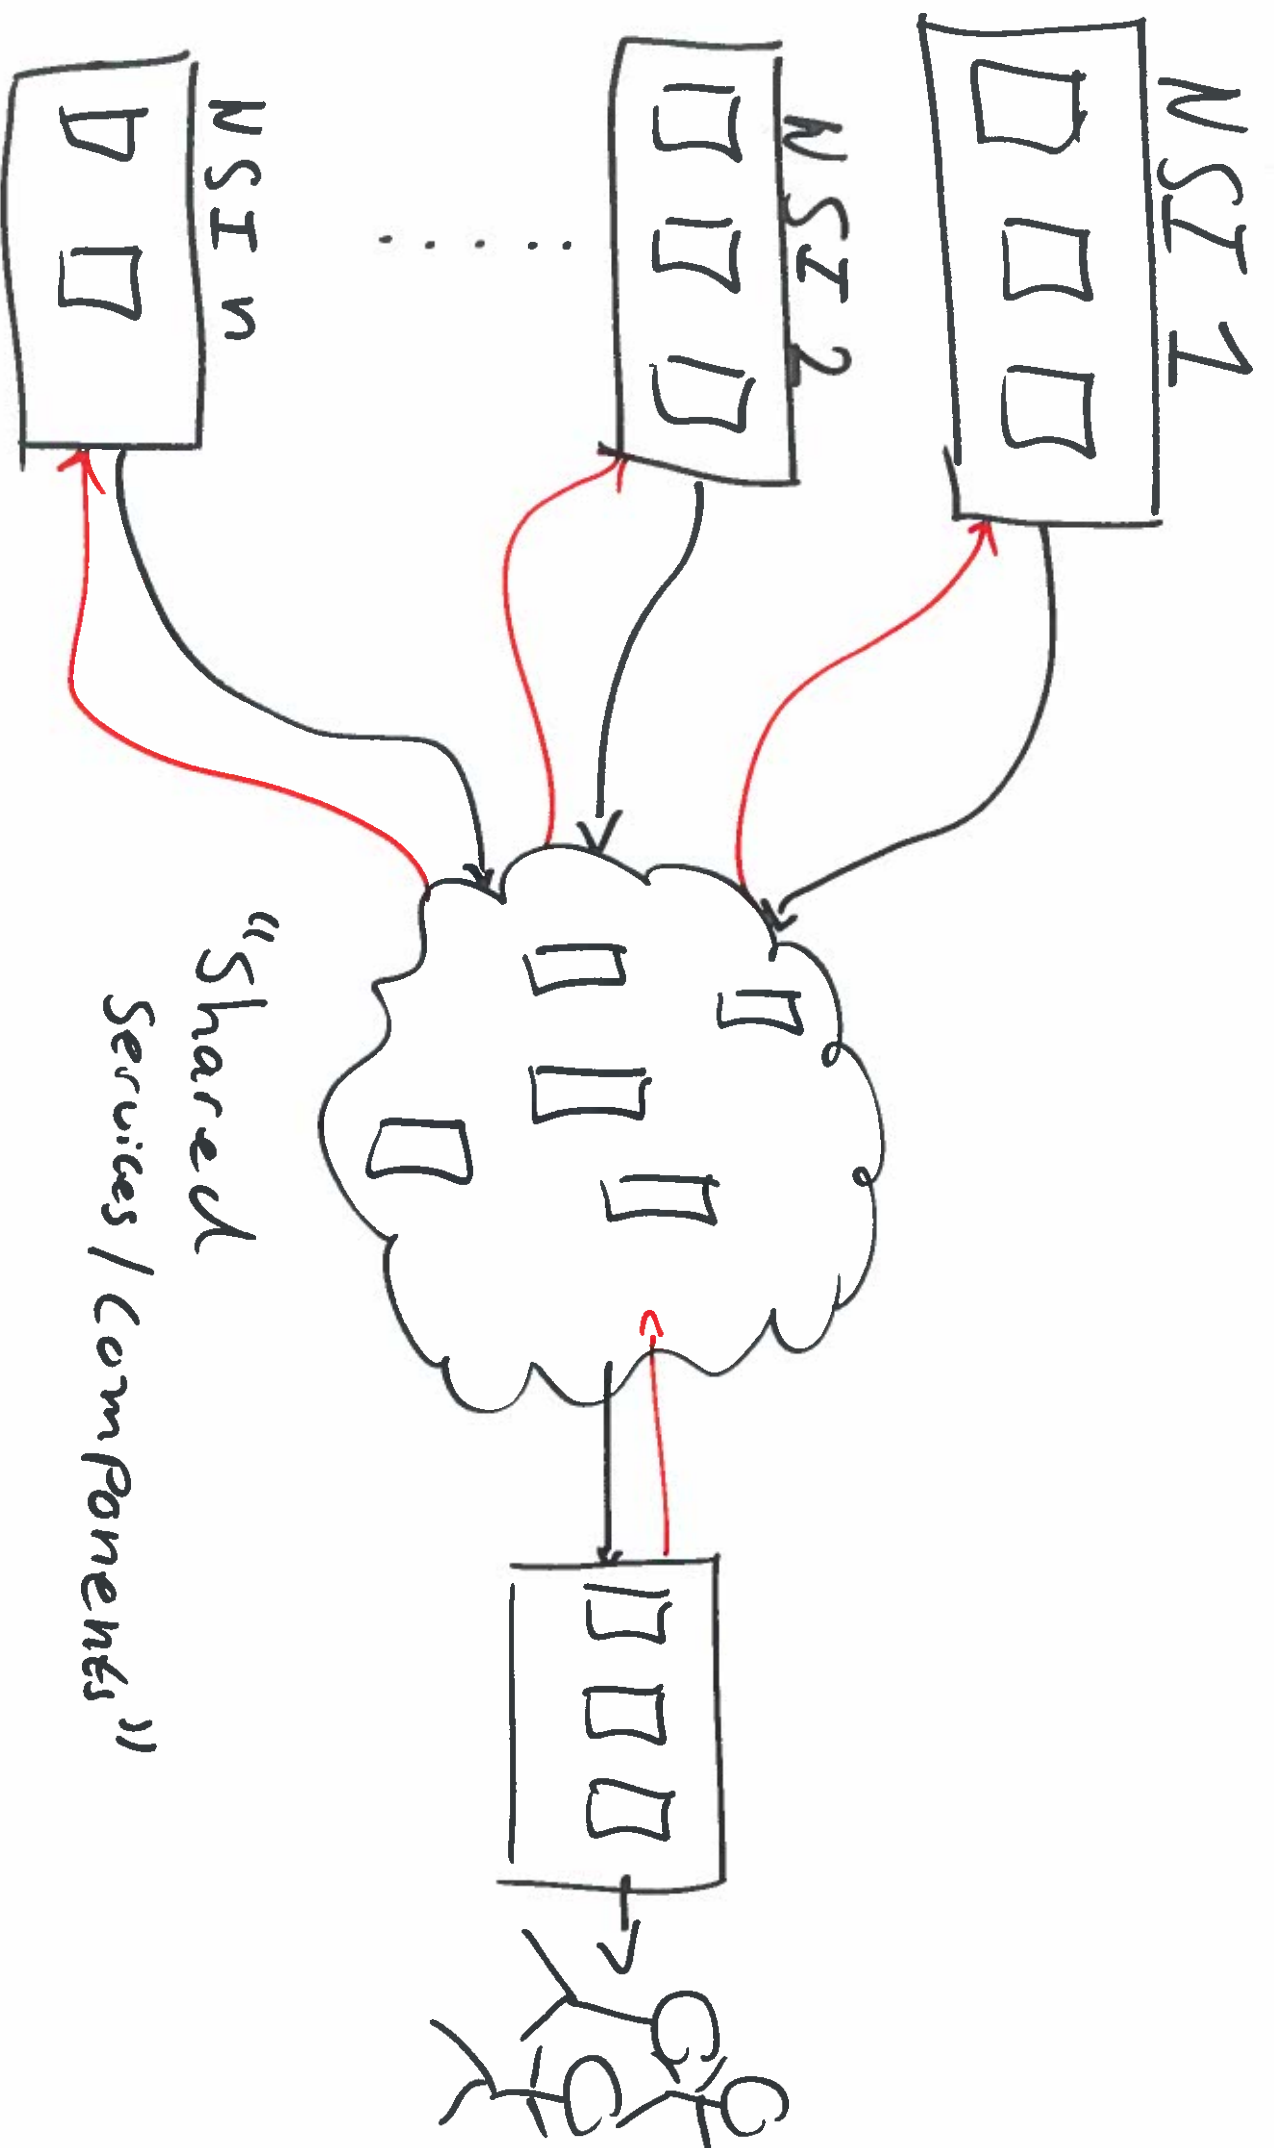 NSI 1
NSI 2
.....
NSI n
"Shared
Services/Components"